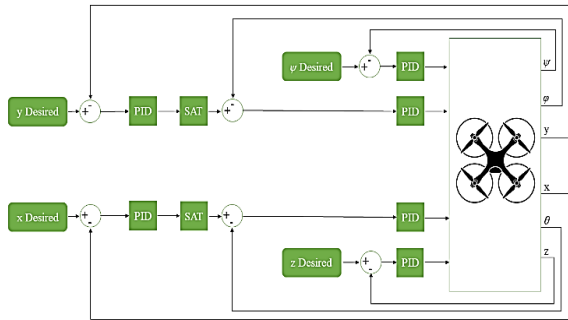 ψ Desired
PID
ψ
φ
y Desired
PID
SAT
PID
y
x
x Desired
PID
SAT
PID
θ
z Desired
PID
z